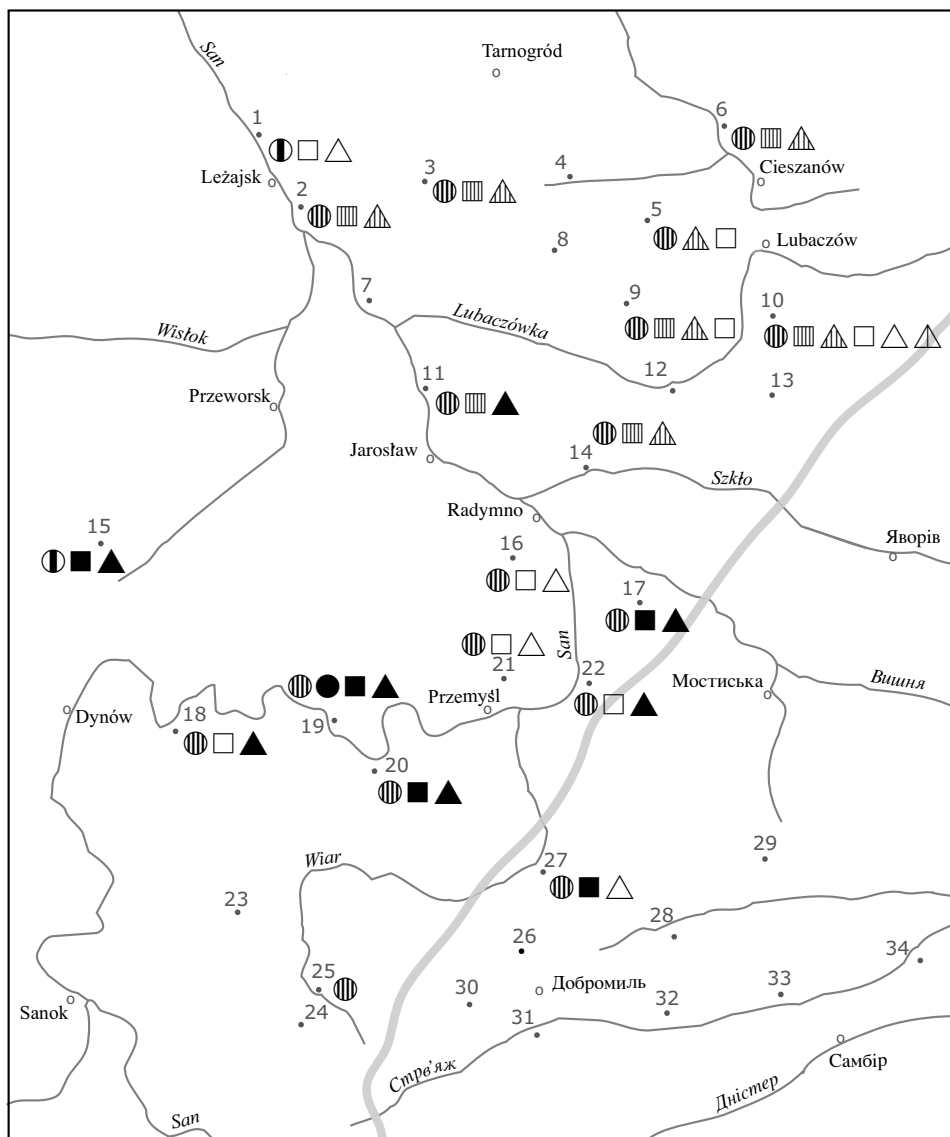 San
Tarnogród
1
6
Leżajsk
3
4
Cieszanów
2
5
8
Lubaczów
7
9
10
Wisłok
Lubaczówka
12
13
Przeworsk
11
Jarosław
14
Szkło
Radymno
15
16
Яворів
17
San
21
22
Мостиська
Вишня
Dynów
18
19
Przemyśl
20
Wiar
27
29
23
28
26
34
25
Sanok
24
30
Добромиль
33
32
31
Стрв'яж
Самбір
Дністер
San